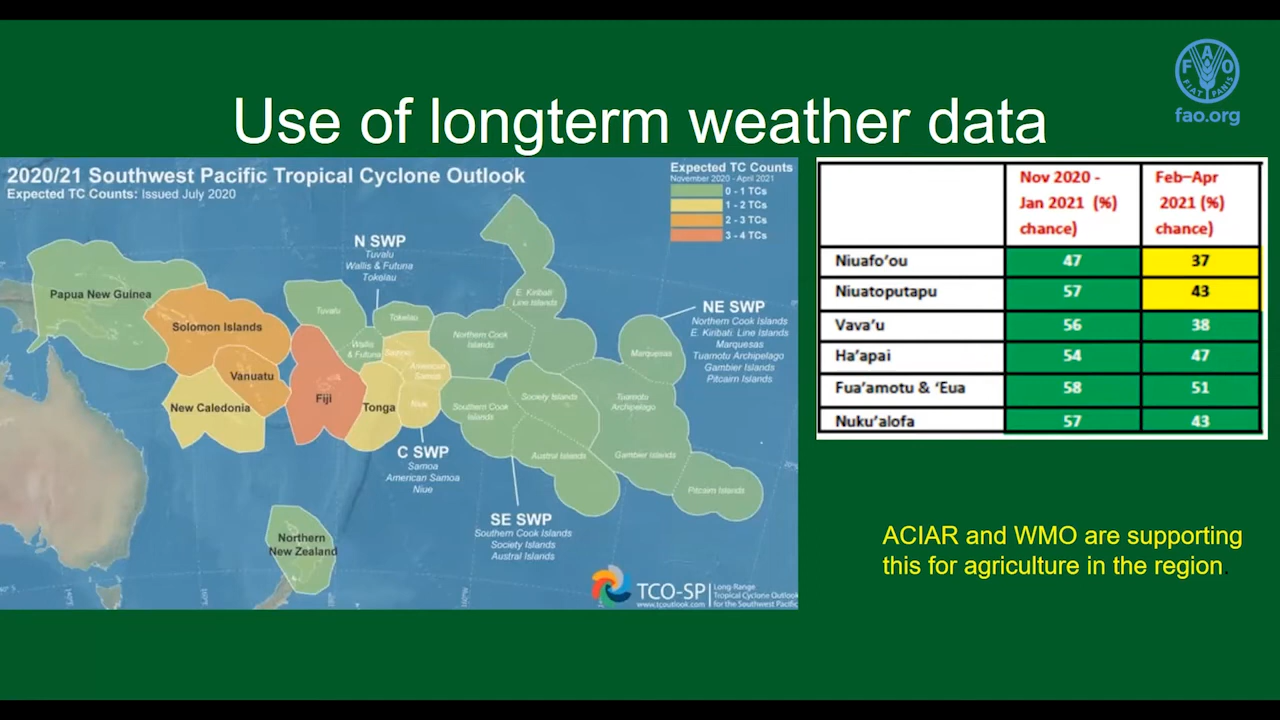 FAO
FIAT PANIS
fao.org
Use of longterm weather data
2020/21 Southwest Pacific Tropical Cyclone Outlook
Expected TC Counts: Issued July 2020
Expected TC Counts
November 2020 - April 2021
0 - 1 TCs
1 - 2 TCs
2 - 3 TCs
3 - 4 TCs
N SWP
Tuvalu
Wallis & Futuna
Tokelau
Papua New Guinea
Solomon Islands
Vanuatu
New Caledonia
Tuvalu
Wallis
& Futuna
Tokelau
Fiji
Tonga
Samoa
American
Samoa
Niue
E. Kiribati
Line Islands
Northern Cook
Islands
Southern Cook
Islands
Society Islands
Austral Islands
Marquesas
Tuamotu
Archipelago
Gambier Islands
Pitcairn Islands
NE SWP
Northern Cook Islands
E. Kiribati: Line Islands
Marquesas
Tuamotu Archipelago
Gambier Islands
Pitcairn Islands
C SWP
Samoa
American Samoa
Niue
SE SWP
Southern Cook Islands
Society Islands
Austral Islands
Northern
New Zealand
TCO-SP
Long-Range
Tropical Cyclone Outlook
for the Southwest Pacific
www.tcoutlook.com
Nov 2020 - Jan 2021 (%) chance) Feb–Apr 2021 (%) chance)
Niuafo’ou 47 37
Niuatoputapu 57 43
Vava’u 56 38
Ha’apai 54 47
Fua’amotu & ‘Eua 58 51
Nuku’alofa 57 43
ACIAR and WMO are supporting
this for agriculture in the region.